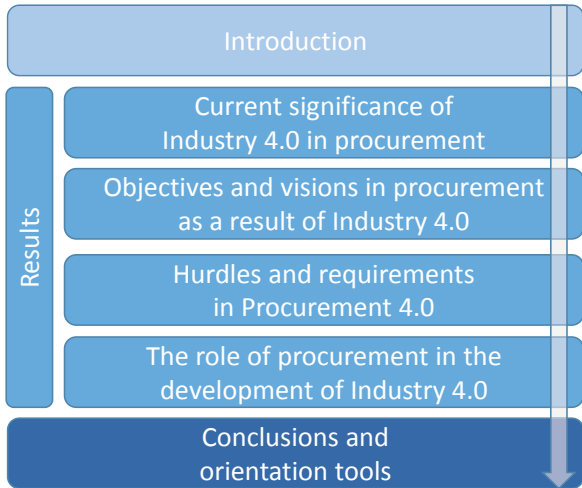 Introduction
Results
Current significance of
Industry 4.0 in procurement
Objectives and visions in procurement
as a result of Industry 4.0
Hurdles and requirements
in Procurement 4.0
The role of procurement in the
development of Industry 4.0
Conclusions and
orientation tools